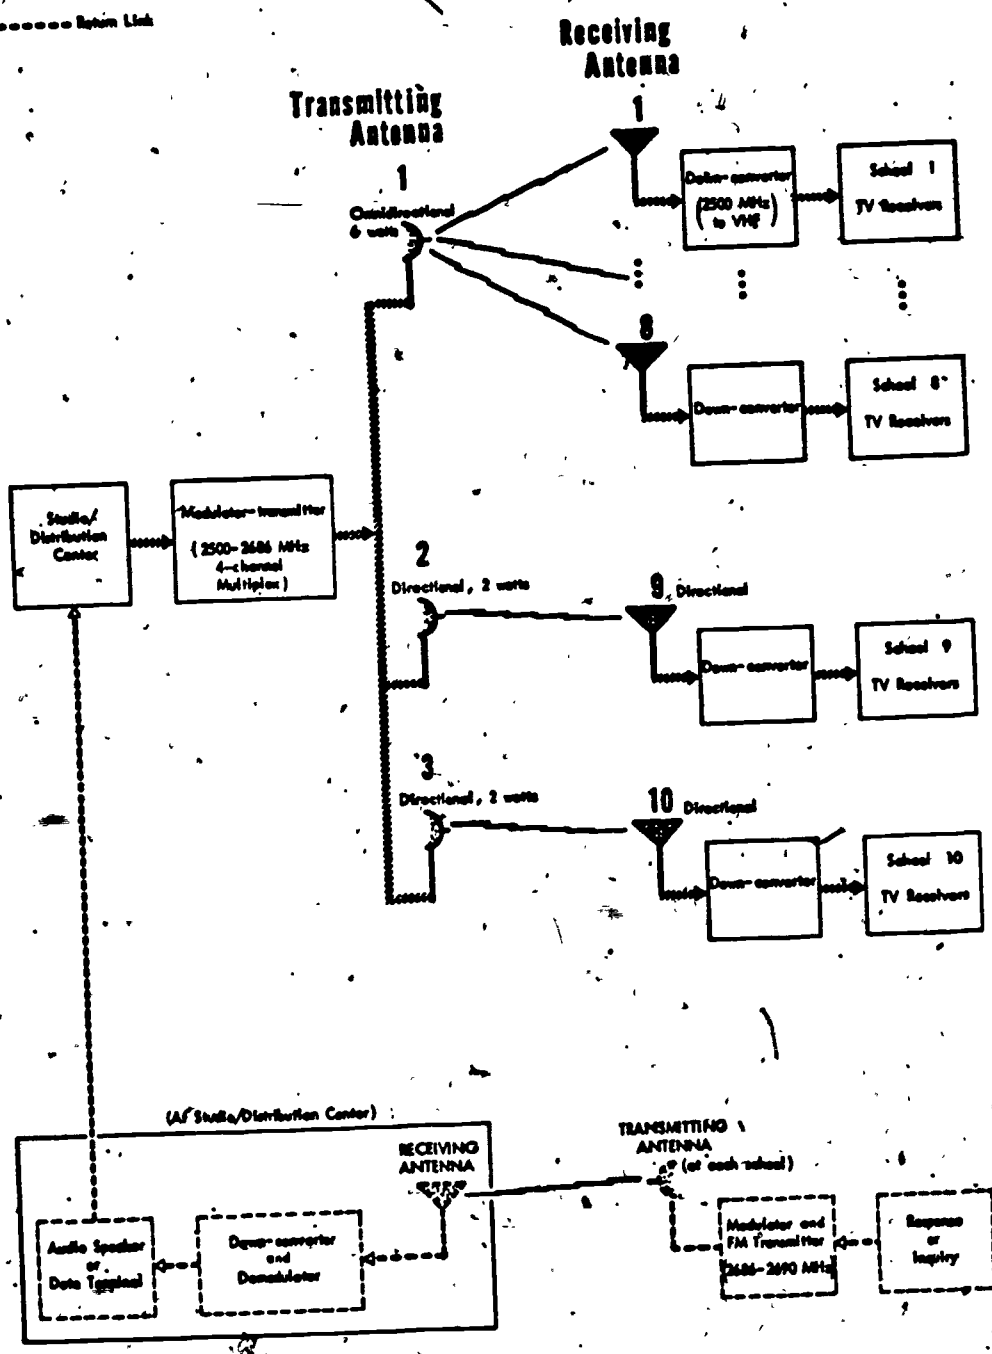 Return Link
Receiving
Antenna
Transmitting
Antenna
1
1
Omnidirectional
6 watts
Down-converter
(2500 MHz
to VHF)
School 1
TV Receivers
8
Down-converter
School 8
TV Receivers
Studio/
Distribution
Center
Modulator-transmitter
(2500-2686 MHz
4-channel
Multiplex)
2
Directional, 2 watts
9 Directional
Down-converter
School 9
TV Receivers
3
Directional, 2 watts
10 Directional
Down-converter
School 10
TV Receivers
(At Studio/Distribution Center)
RECEIVING
ANTENNA
TRANSMITTING
ANTENNA
(at each school)
Audio Speaker
or
Data Terminal
Down-converter
and
Demodulator
Modulator and
FM Transmitter
2686-2690 MHz
Response
or
Inquiry